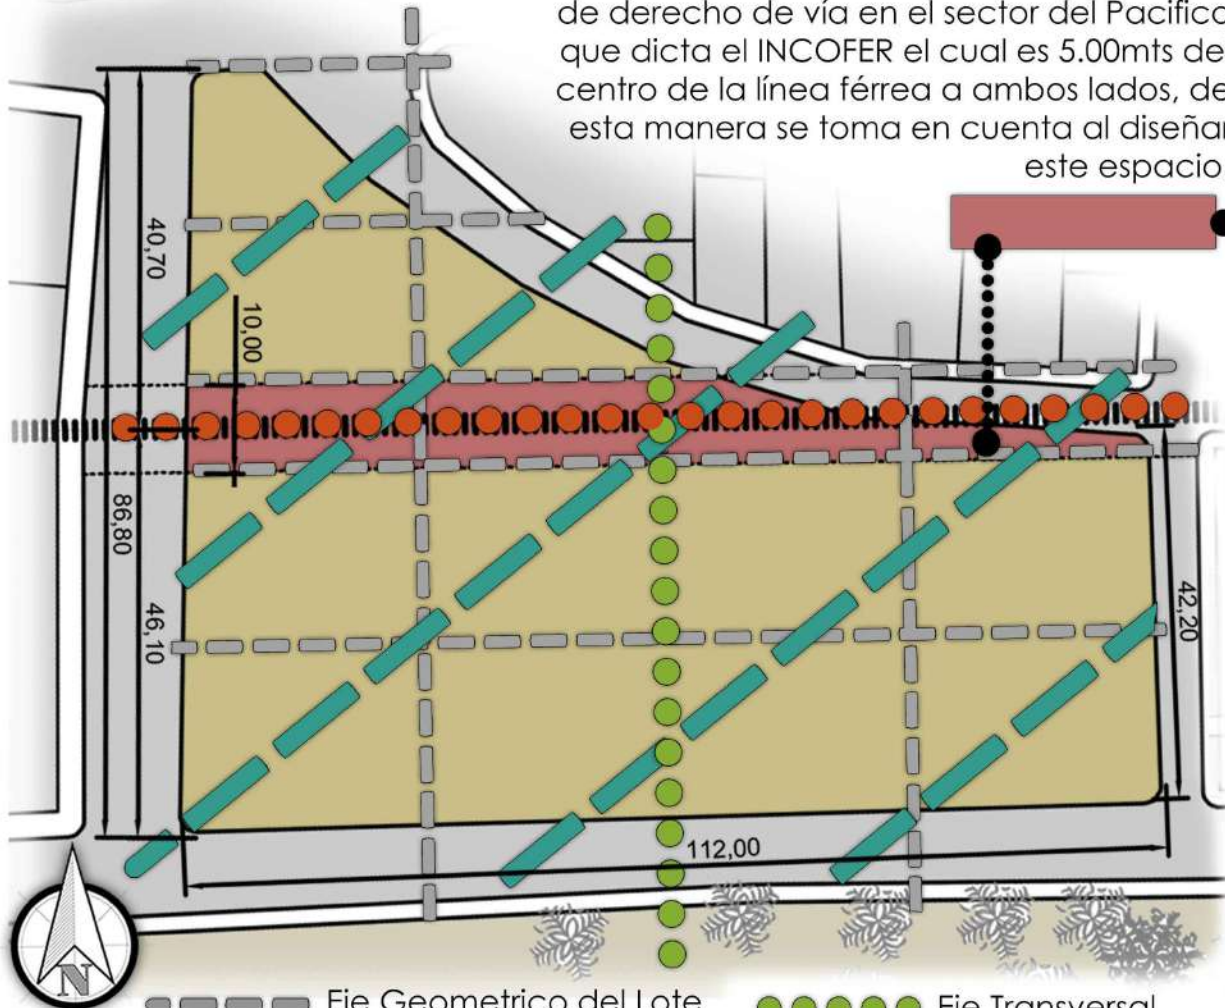 de derecho de vía en el sector del Pacifico
que dicta el INCOFER el cual es 5.00mts de
centro de la línea férrea a ambos lados, de
esta manera se toma en cuenta al diseñar
este espacio
40,70
10,00
86,80
46,10
42,20
112,00
N
Eje Geometrico del Lote
Eje Transversal